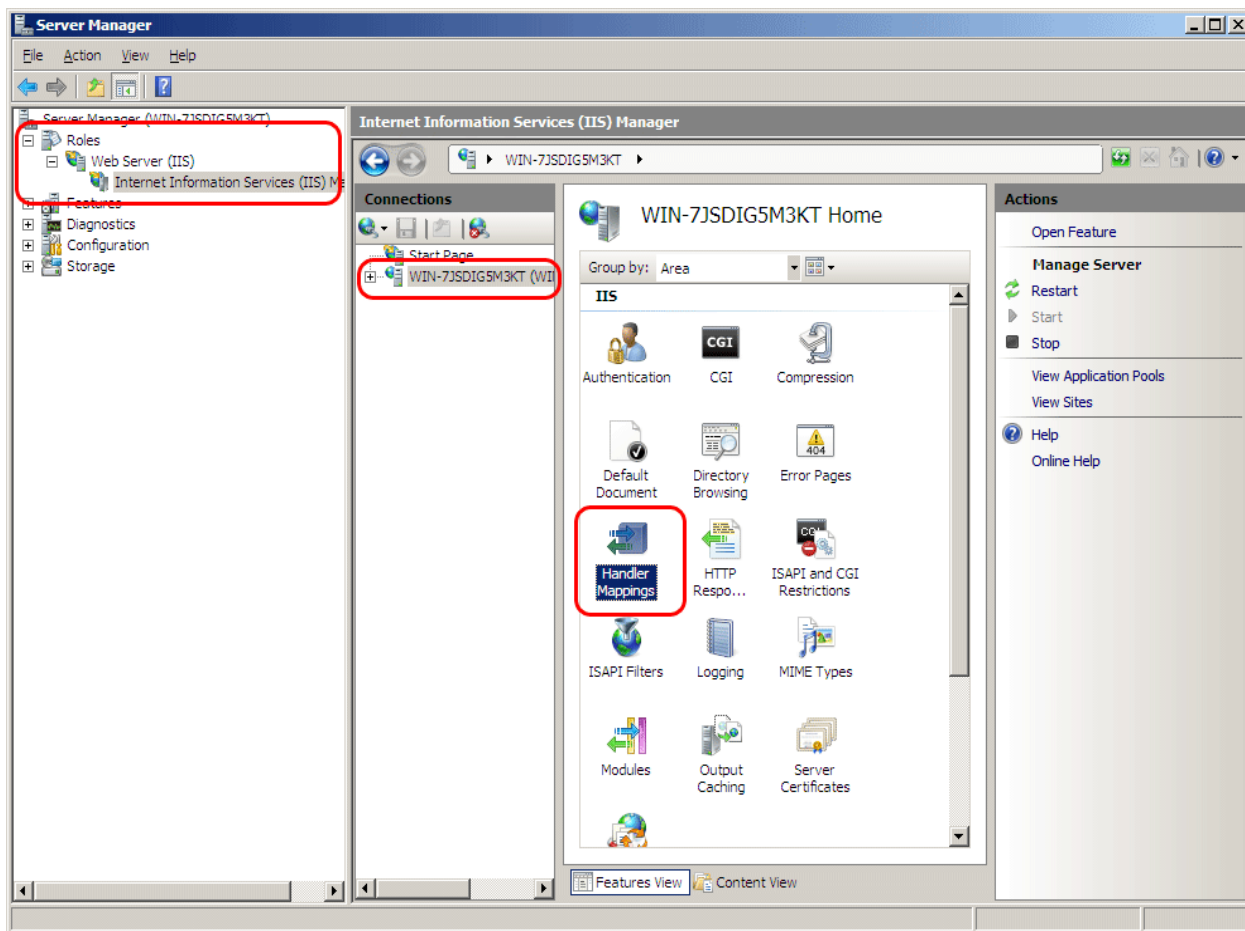 Server Manager
File Action View Help
Server Manager (WIN-7JSDIG5M3KT)
Roles
Web Server (IIS)
Internet Information Services (IIS) Ma
Features
Diagnostics
Configuration
Storage
Internet Information Services (IIS) Manager
WIN-7JSDIG5M3KT
Connections
Start Page
WIN-7JSDIG5M3KT (WI
WIN-7JSDIG5M3KT Home
Group by: Area
IIS
Authentication
CGI
CGI
Compression
Default
Document
Directory
Browsing
404
Error Pages
Handler
Mappings
HTTP
Respo...
ISAPI and CGI
Restrictions
ISAPI Filters
Logging
MIME Types
Modules
Output
Caching
Server
Certificates
Features View
Content View
Actions
Open Feature
Manage Server
Restart
Start
Stop
View Application Pools
View Sites
Help
Online Help